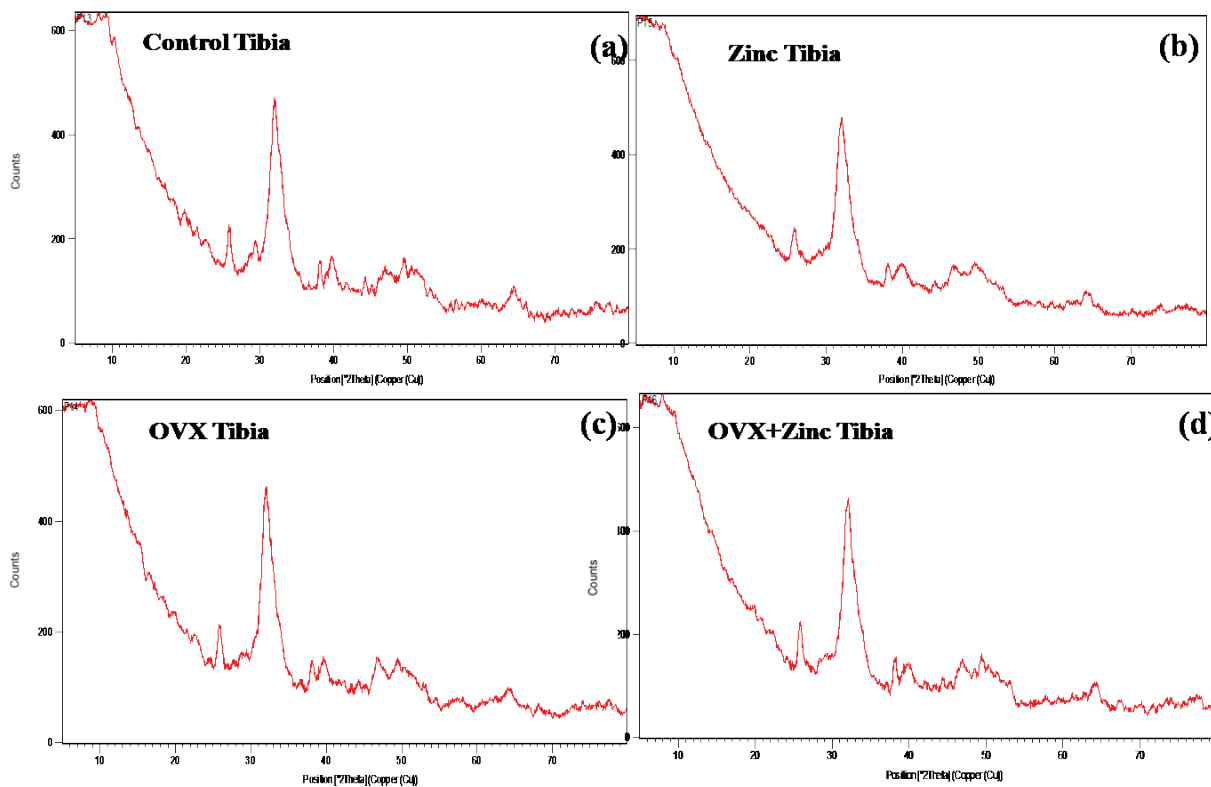 P13
Control Tibia
(a)
Counts
600
400
200
0
10 20 30 40 50 60 70
Position [°2Theta] (Copper (Cu))
Zinc Tibia
(b)
400
200
0
10 20 30 40 50 60 70
Position [°2Theta] (Copper (Cu))
P14
OVX Tibia
(c)
Counts
600
400
200
0
10 20 30 40 50 60 70
Position [°2Theta] (Copper (Cu))
OVX+Zinc Tibia
(d)
Counts
400
200
0
10 20 30 40 50 60 70
Position [°2Theta] (Copper (Cu))